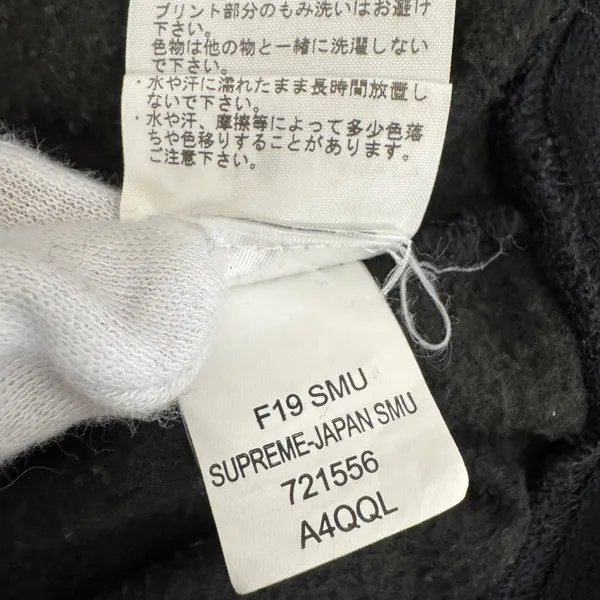 プリント部分のもみ洗いはお避け
下さい。
色物は他の物と一緒に洗濯しない
で下さい。
・水や汗に濡れたまま長時間放置し
ないで下さい。
・水や汗、摩擦等によって多少色落
ちや色移りすることがあります。
ご注意下さい。
F19 SMU
SUPREME-JAPAN SMU
721556
A4QQL